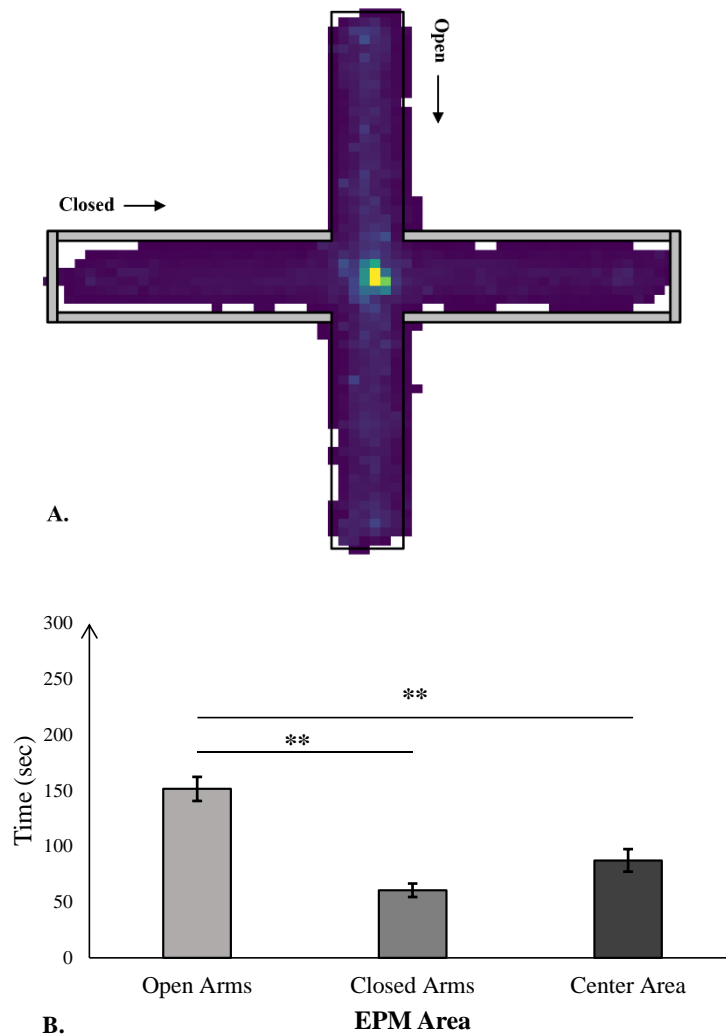 Open
Closed
A.
300
250
200
150
100
50
0
Time (sec)
**
**
Open Arms
Closed Arms
Center Area
EPM Area
B.